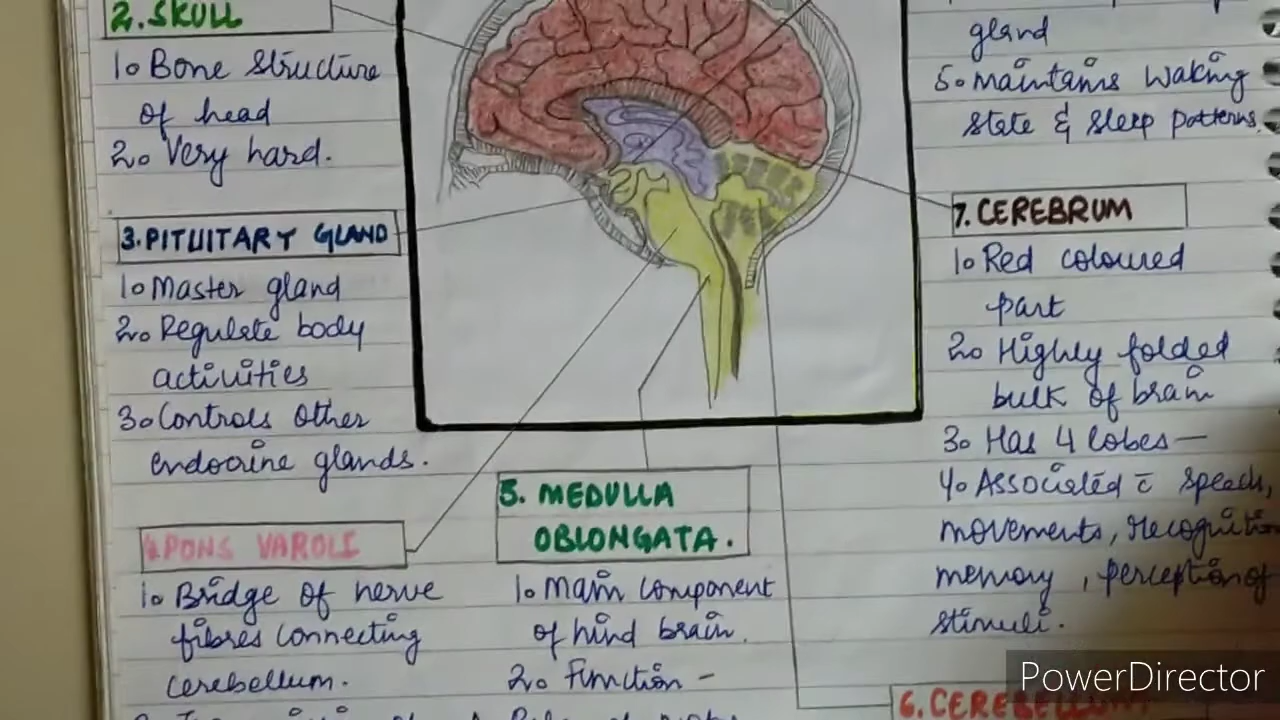 2. SKULL
1. Bone structure
of head
2. Very hard.
3. PITUITARY GLAND
1. Master gland
2. Regulate body
activities
3. Controls other
endocrine glands.
4. PONS VAROLI
1. Bridge of nerve
fibres connecting
cerebellum.
5. MEDULLA
OBLONGATA.
1. Main component
of hind brain.
2. Function -
gland
5. Maintains waking
state & sleep patterns.
7. CEREBRUM
1. Red coloured
part
2. Highly folded
bulk of brain
3. Has 4 lobes —
4. Associated c̄ speech,
movements, recognition
memory, perception of
stimuli.
6. CEREBELLUM
PowerDirector